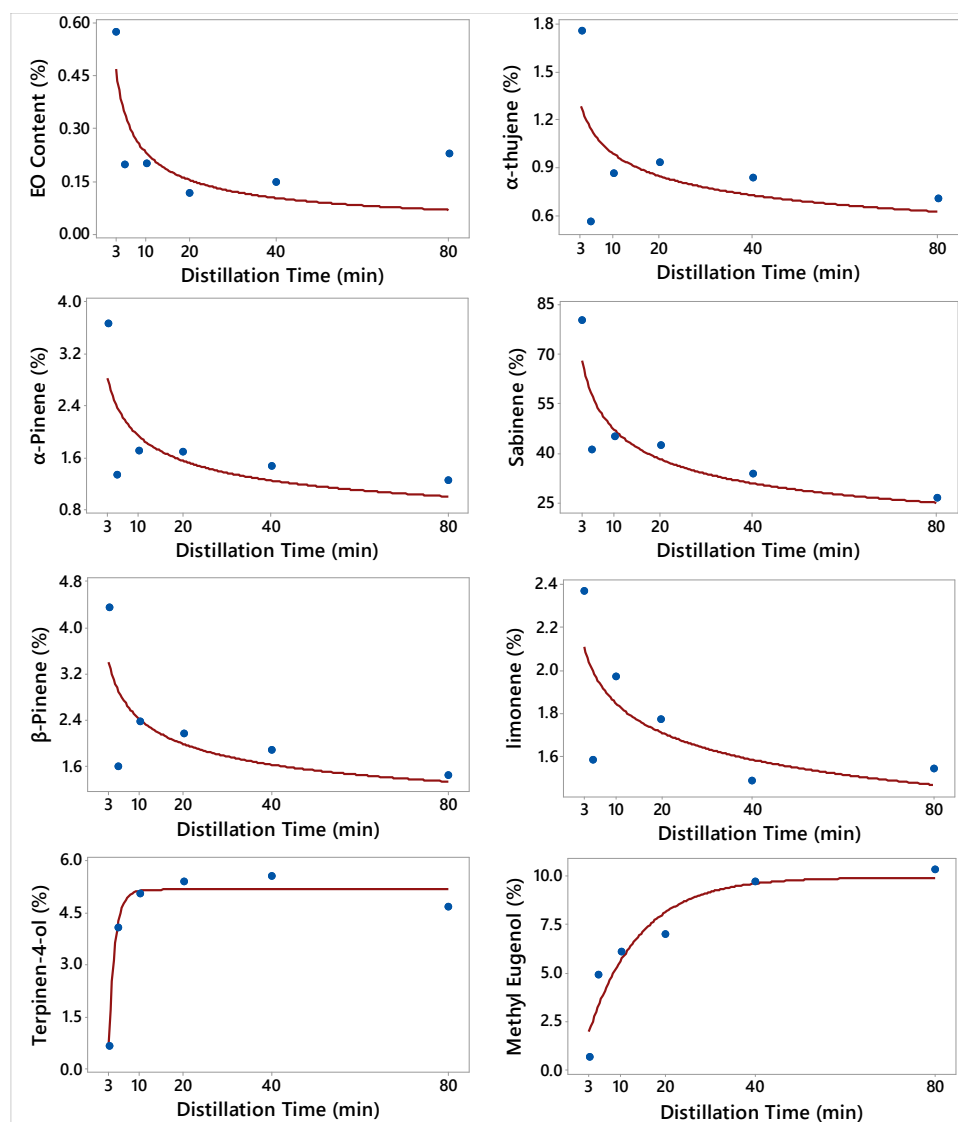 EO Content (%)
0.60
0.45
0.30
0.15
0.00
3 10 20 40 80
Distillation Time (min)
α-thujene (%)
1.8
1.5
1.2
0.9
0.6
3 10 20 40 80
Distillation Time (min)
α-Pinene (%)
4.0
3.2
2.4
1.6
0.8
3 10 20 40 80
Distillation Time (min)
Sabinene (%)
85
70
55
40
25
3 10 20 40 80
Distillation Time (min)
β-Pinene (%)
4.8
4.0
3.2
2.4
1.6
3 10 20 40 80
Distillation Time (min)
limonene (%)
2.4
2.2
2.0
1.8
1.6
3 10 20 40 80
Distillation Time (min)
Terpinen-4-ol (%)
6.0
4.5
3.0
1.5
0.0
3 10 20 40 80
Distillation Time (min)
Methyl Eugenol (%)
10.0
7.5
5.0
2.5
0.0
3 10 20 40 80
Distillation Time (min)